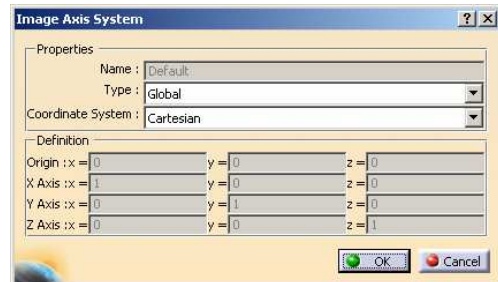 Image Axis System
Properties
Name : Default
Type : Global
Coordinate System : Cartesian
Definition
Origin :x = 0 y = 0 z = 0
X Axis :x = 1 y = 0 z = 0
Y Axis :x = 0 y = 1 z = 0
Z Axis :x = 0 y = 0 z = 1
OK Cancel